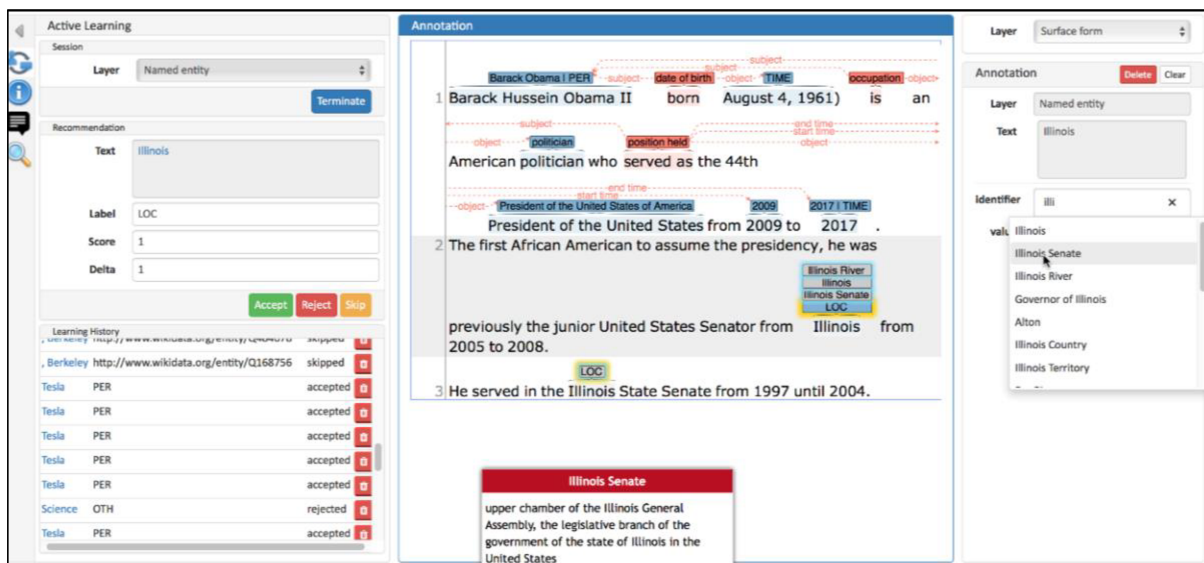 Active Learning
Session
Layer Named entity
Terminate
Recommendation
Text Illinois
Label LOC
Score 1
Delta 1
Accept Reject Skip
Learning History
, Berkeley http://www.wikidata.org/entity/Q484678 skipped
, Berkeley http://www.wikidata.org/entity/Q168756 skipped
Tesla PER accepted
Tesla PER accepted
Tesla PER accepted
Tesla PER accepted
Tesla PER accepted
Science OTH rejected
Tesla PER accepted
Annotation
subject
subject
Barack Obama | PER subject date of birth object TIME occupation object
1 Barack Hussein Obama II born August 4, 1961) is an
subject end time
start time
object politician position held object
American politician who served as the 44th
end time
start time
object President of the United States of America 2009 2017 | TIME
President of the United States from 2009 to 2017 .
2 The first African American to assume the presidency, he was
Illinois River
Illinois
Illinois Senate
LOC
previously the junior United States Senator from Illinois from
2005 to 2008.
LOC
3 He served in the Illinois State Senate from 1997 until 2004.
Illinois Senate
upper chamber of the Illinois General
Assembly, the legislative branch of the
government of the state of Illinois in the
United States
Layer Surface form
Annotation Delete Clear
Layer Named entity
Text Illinois
Identifier illi ×
valu
Illinois
Illinois Senate
Illinois River
Governor of Illinois
Alton
Illinois Country
Illinois Territory